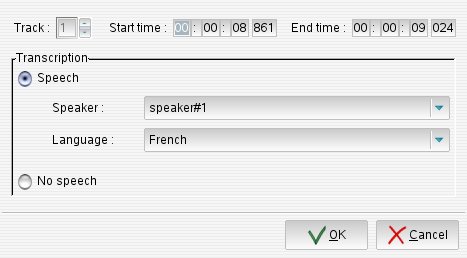 Track : 1 Start time : 00 : 00 : 08 861 End time : 00 : 00 : 09 024
Transcription
Speech
Speaker : speaker#1
Language : French
No speech
OK Cancel